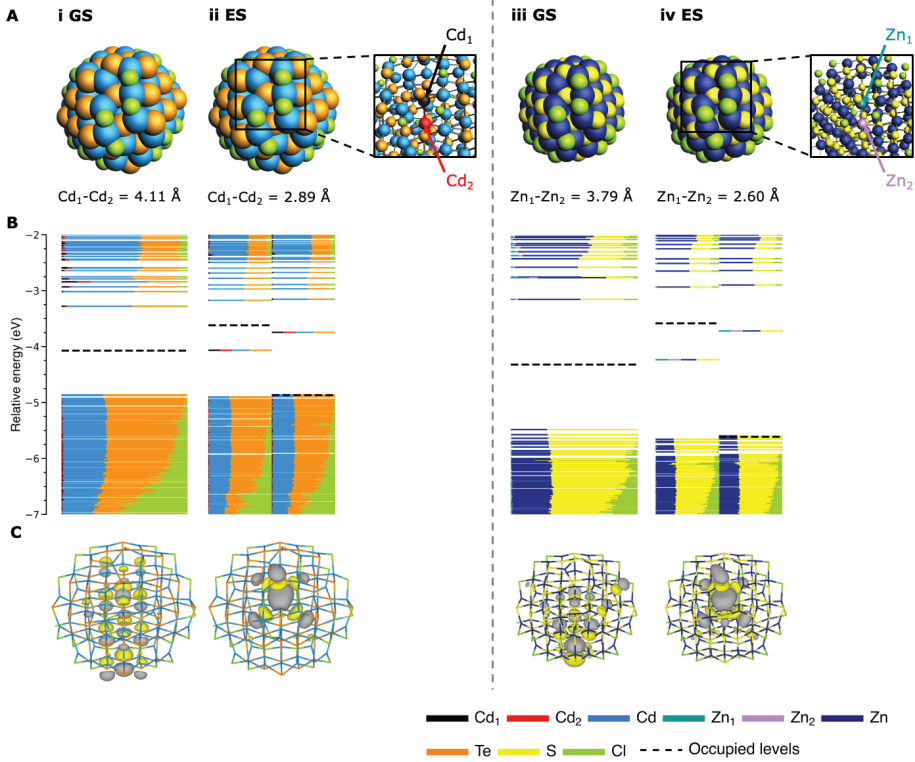 A
i GS
ii ES
iii GS
iv ES
Cd1
Cd2
Zn1
Zn2
Cd1-Cd2 = 4.11 Å
Cd1-Cd2 = 2.89 Å
Zn1-Zn2 = 3.79 Å
Zn1-Zn2 = 2.60 Å
B
Relative energy (eV)
−2
−3
−4
−5
−6
−7
C
Cd1 Cd2 Cd Zn1 Zn2 Zn
Te S Cl Occupied levels